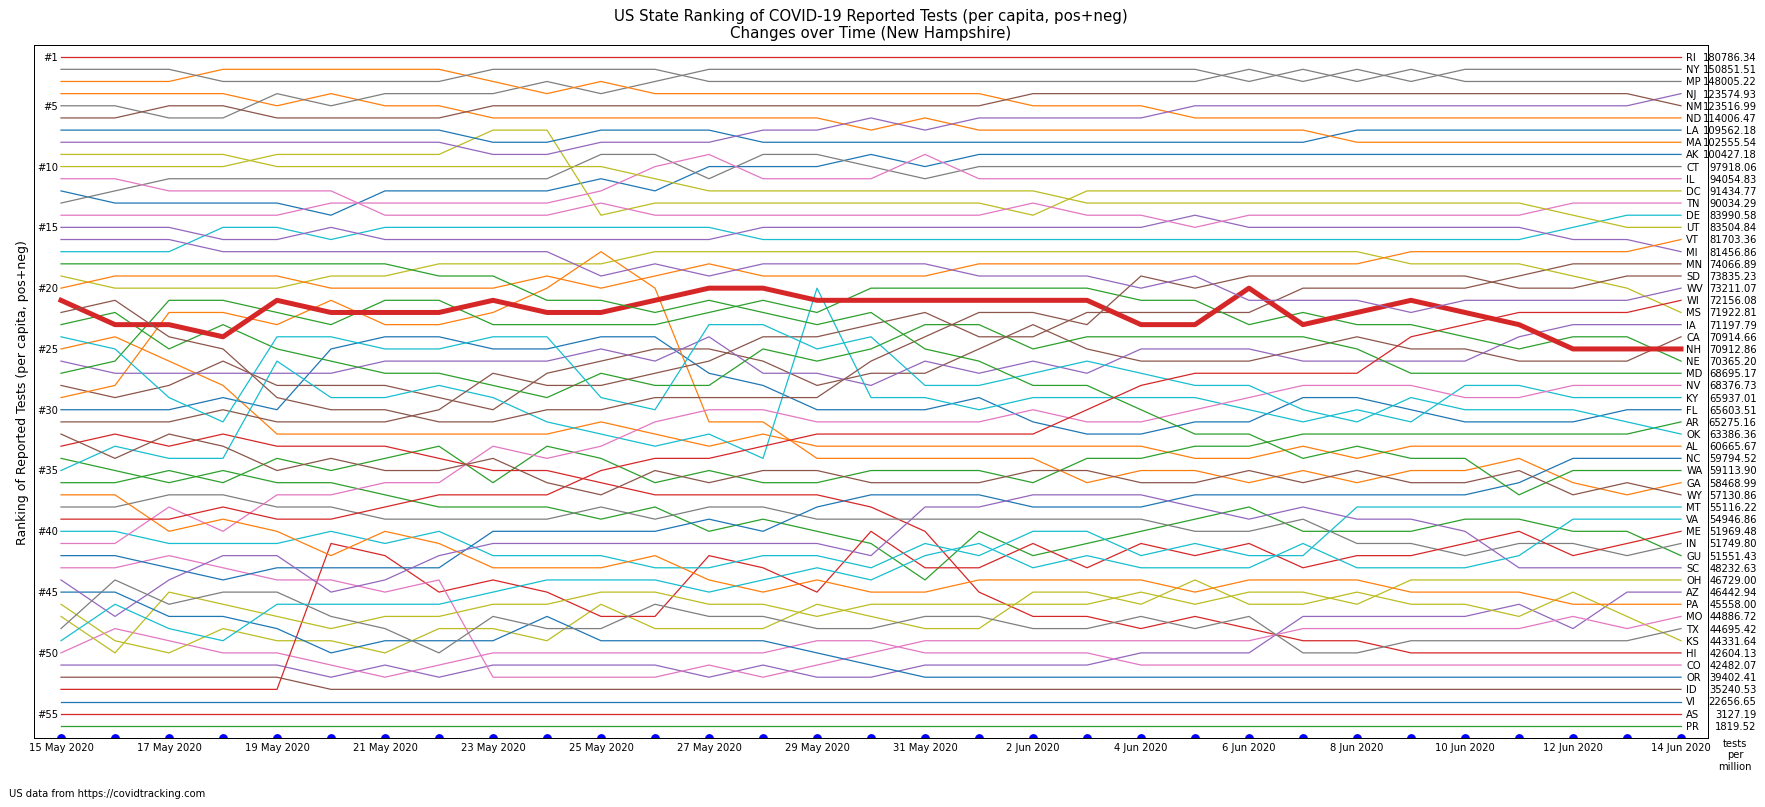 US State Ranking of COVID-19 Reported Tests (per capita, pos+neg)
Changes over Time (New Hampshire)
Ranking of Reported Tests (per capita, pos+neg)
#1
#5
#10
#15
#20
#25
#30
#35
#40
#45
#50
#55
RI 180786.34
NY 150851.51
MP 148005.22
NJ 123574.93
NM 123516.99
ND 114006.47
LA 109562.18
MA 102555.54
AK 100427.18
CT 97918.06
IL 94054.83
DC 91434.77
TN 90034.29
DE 83990.58
UT 83504.84
VT 81703.36
MI 81456.86
MN 74066.89
SD 73835.23
WV 73211.07
WI 72156.08
MS 71922.81
IA 71197.79
CA 70914.66
NH 70912.86
NE 70365.20
MD 68695.17
NV 68376.73
KY 65937.01
FL 65603.51
AR 65275.16
OK 63386.36
AL 60665.67
NC 59794.52
WA 59113.90
GA 58468.99
WY 57130.86
MT 55116.22
VA 54946.86
ME 51969.48
IN 51749.80
GU 51551.43
SC 48232.63
OH 46729.00
AZ 46442.94
PA 45558.00
MO 44886.72
TX 44695.42
KS 44331.64
HI 42604.13
CO 42482.07
OR 39402.41
ID 35240.53
VI 22656.65
AS 3127.19
PR 1819.52
15 May 2020 17 May 2020 19 May 2020 21 May 2020 23 May 2020 25 May 2020 27 May 2020 29 May 2020 31 May 2020 2 Jun 2020 4 Jun 2020 6 Jun 2020 8 Jun 2020 10 Jun 2020 12 Jun 2020 14 Jun 2020
tests
per
million
US data from https://covidtracking.com